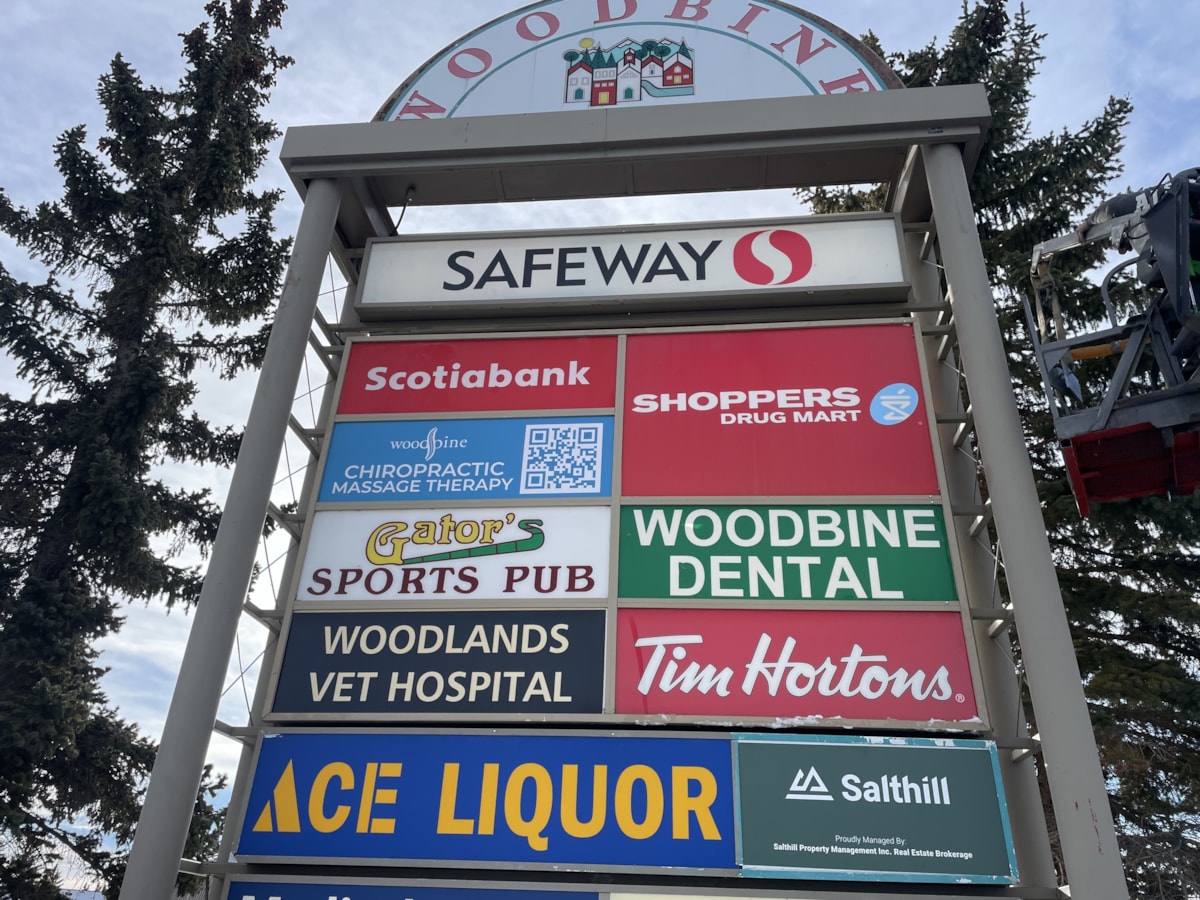 WOODBINE
SAFEWAY
Scotiabank
SHOPPERS
DRUG MART
woodbine
CHIROPRACTIC
MASSAGE THERAPY
Gator's
SPORTS PUB
WOODBINE
DENTAL
WOODLANDS
VET HOSPITAL
Tim Hortons®
ACE LIQUOR
Salthill
Proudly Managed By:
Salthill Property Management Inc. Real Estate Brokerage